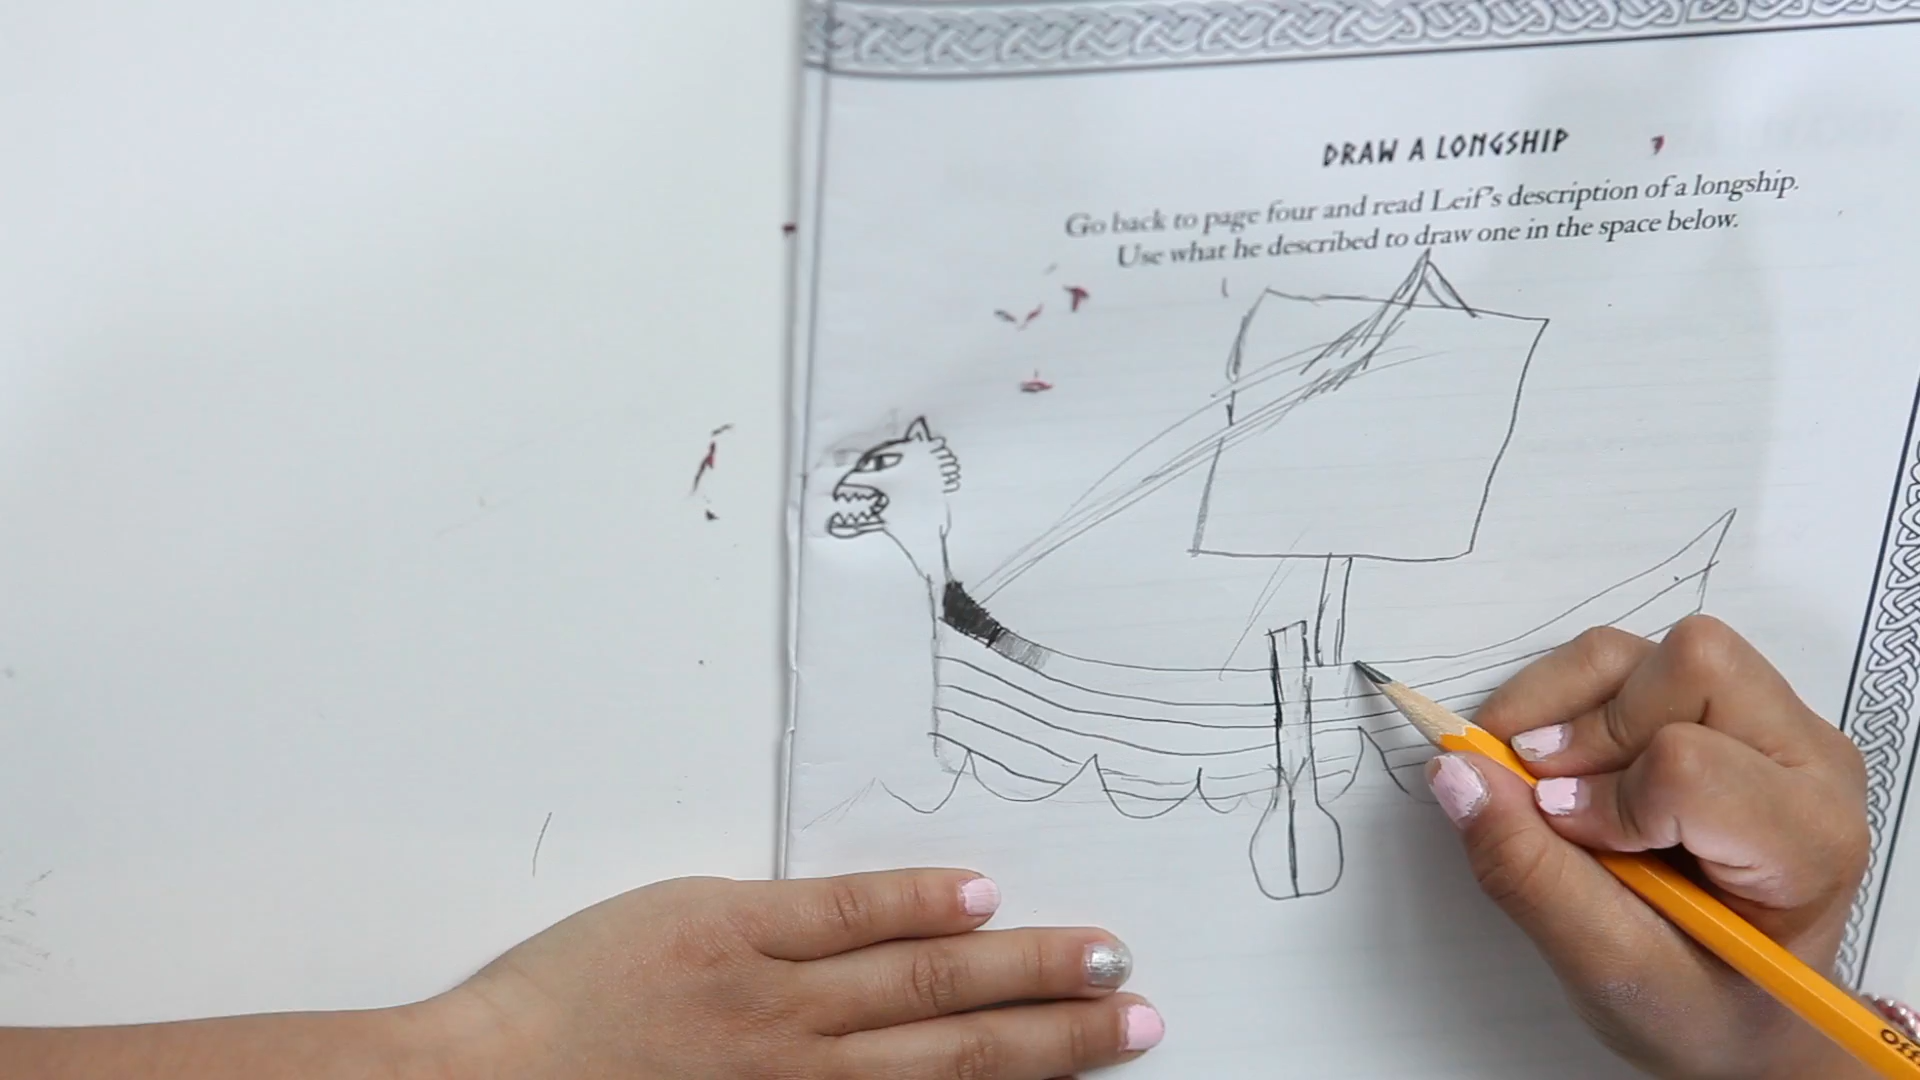 DRAW A LONGSHIP
Go back to page four and read Leif's description of a longship.
Use what he described to draw one in the space below.